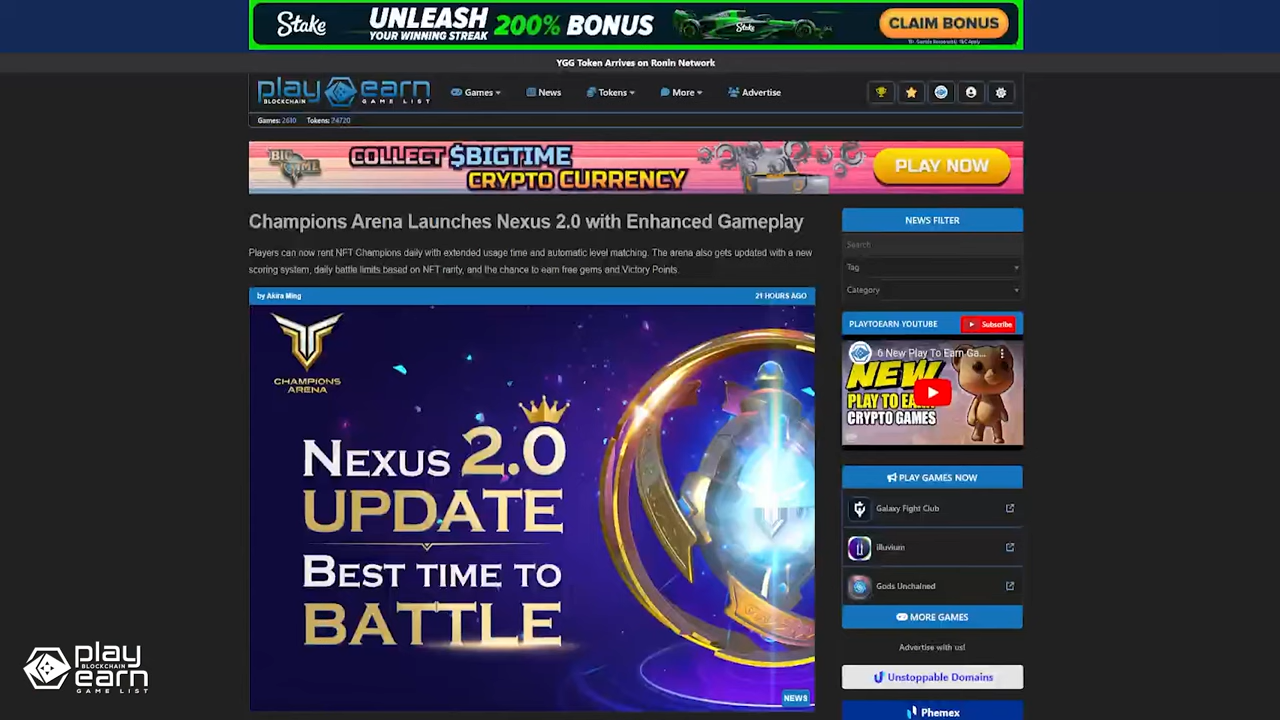 Stake
UNLEASH
YOUR WINNING STREAK
200% BONUS
Stake
CLAIM BONUS
YGG Token Arrives on Ronin Network
play earn
BLOCKCHAIN GAME LIST
Games
News
Tokens
More
Advertise
Games: 2610 Tokens: 24720
BIG TIME
COLLECT $BIGTIME
CRYPTO CURRENCY
PLAY NOW
Champions Arena Launches Nexus 2.0 with Enhanced Gameplay
Players can now rent NFT Champions daily with extended usage time and automatic level matching. The arena also gets updated with a new
scoring system, daily battle limits based on NFT rarity, and the chance to earn free gems and Victory Points.
by Akira Ming
21 HOURS AGO
CHAMPIONS
ARENA
NEXUS 2.0
UPDATE
BEST TIME TO
BATTLE
NEWS
NEWS FILTER
Search
Tag
Category
PLAYTOEARN YOUTUBE
Subscribe
6 New Play To Earn Ga...
NEW
PLAY TO EA
CRYPTO GAMES
PLAY GAMES NOW
Galaxy Fight Club
illuvium
Gods Unchained
MORE GAMES
Advertise with us!
Unstoppable Domains
Phemex
play
BLOCKCHAIN
earn
GAME LIST